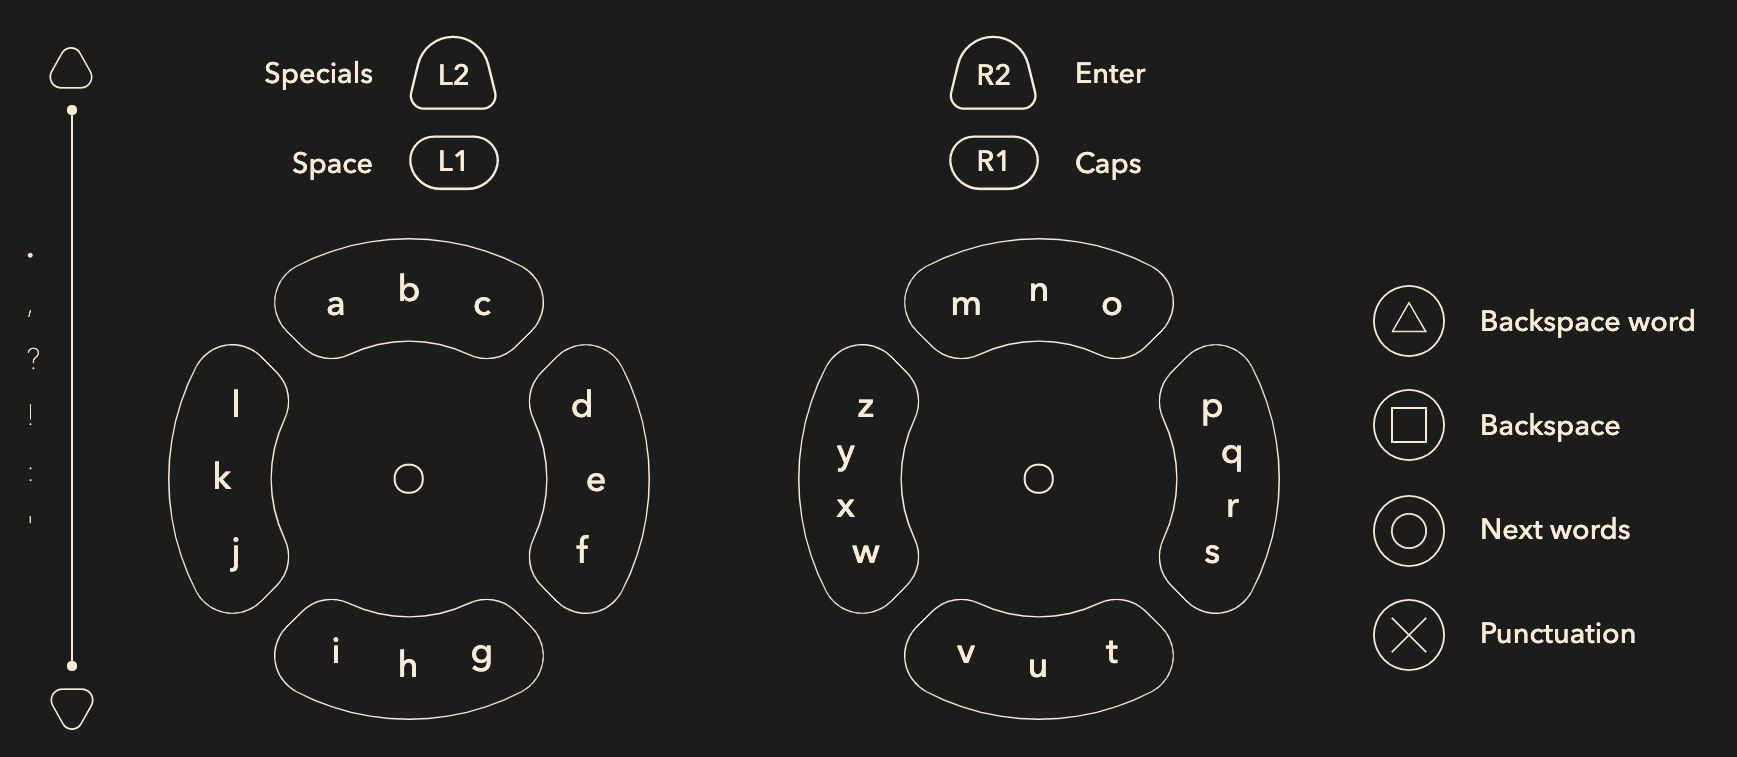 Specials L2
Space L1
R2 Enter
R1 Caps
.
,
?
!
:
'
a b c
d
e
f
g
h
i
j
k
l
m n o
p
q
r
s
t
u
v
w
x
y
z
Backspace word
Backspace
Next words
Punctuation